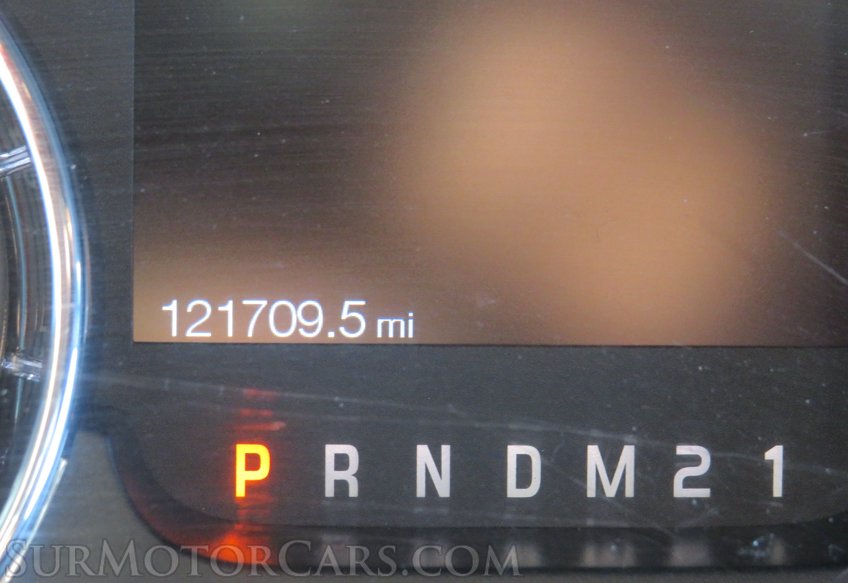 121709.5 mi
P R N D M 2 1
SURMOTORCARS.COM